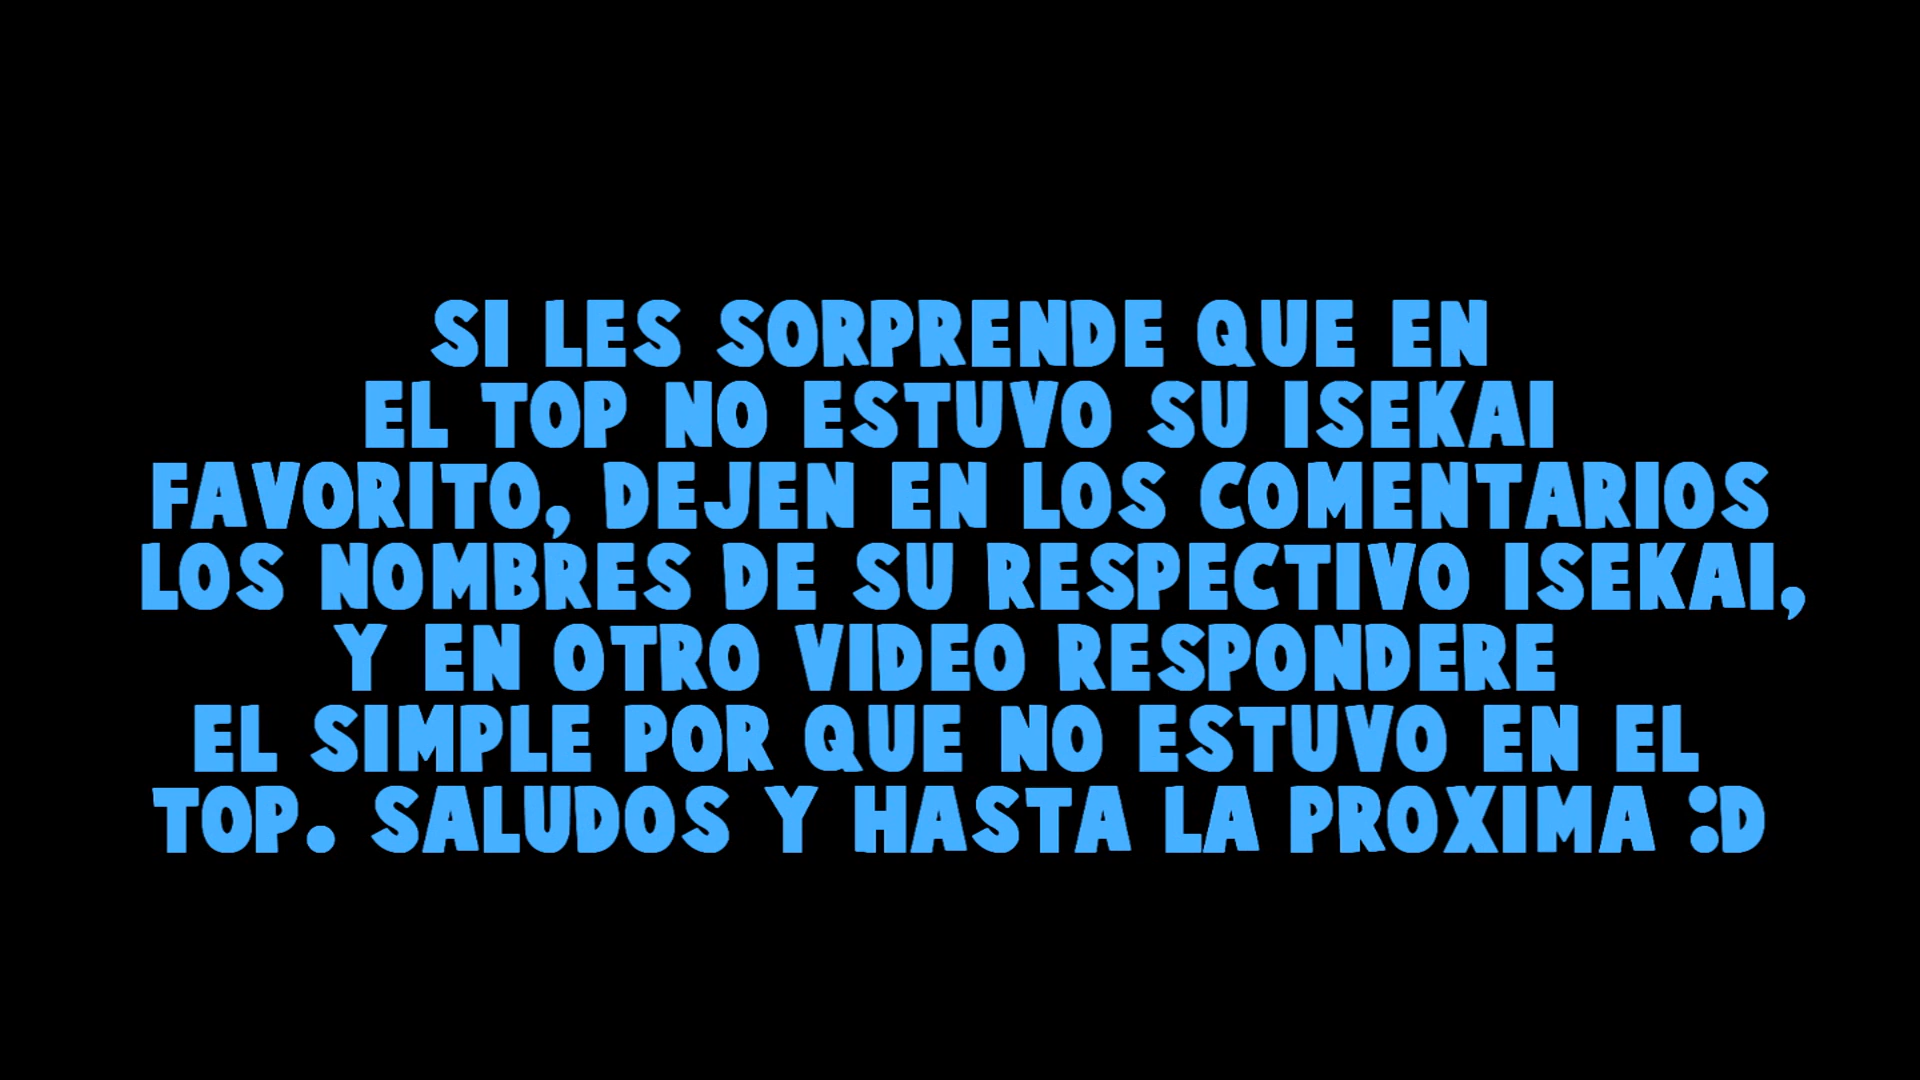 SI LES SORPRENDE QUE EN
EL TOP NO ESTUVO SU ISEKAI
FAVORITO, DEJEN EN LOS COMENTARIOS
LOS NOMBRES DE SU RESPECTIVO ISEKAI,
Y EN OTRO VIDEO RESPONDERE
EL SIMPLE POR QUE NO ESTUVO EN EL
TOP. SALUDOS Y HASTA LA PROXIMA :D